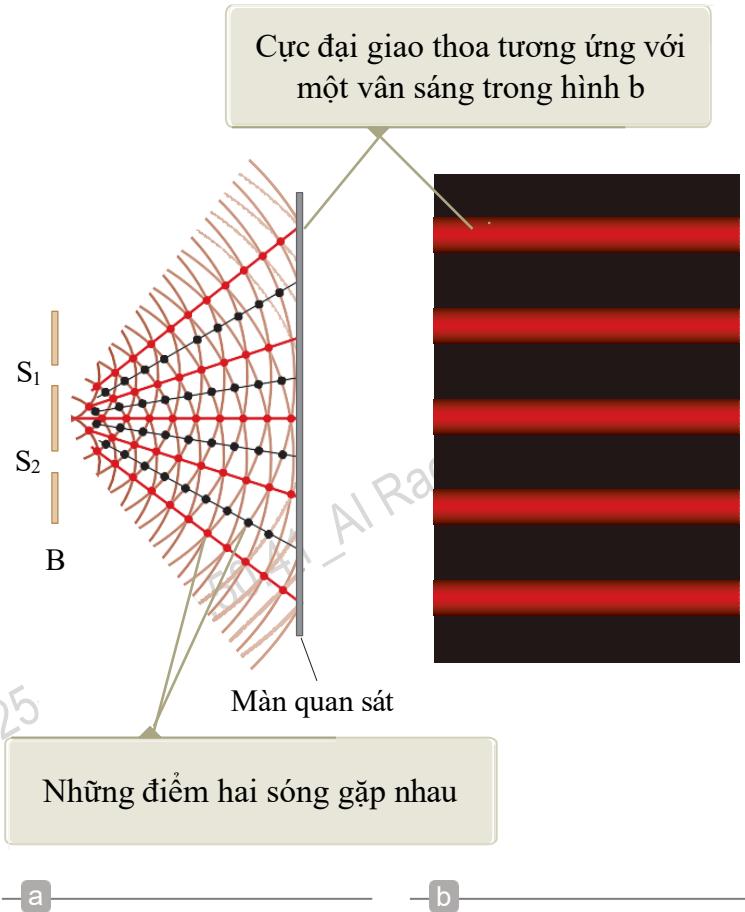 Cực đại giao thoa tương ứng với
một vân sáng trong hình b
S1
S2
B
Màn quan sát
Những điểm hai sóng gặp nhau
a
b
25